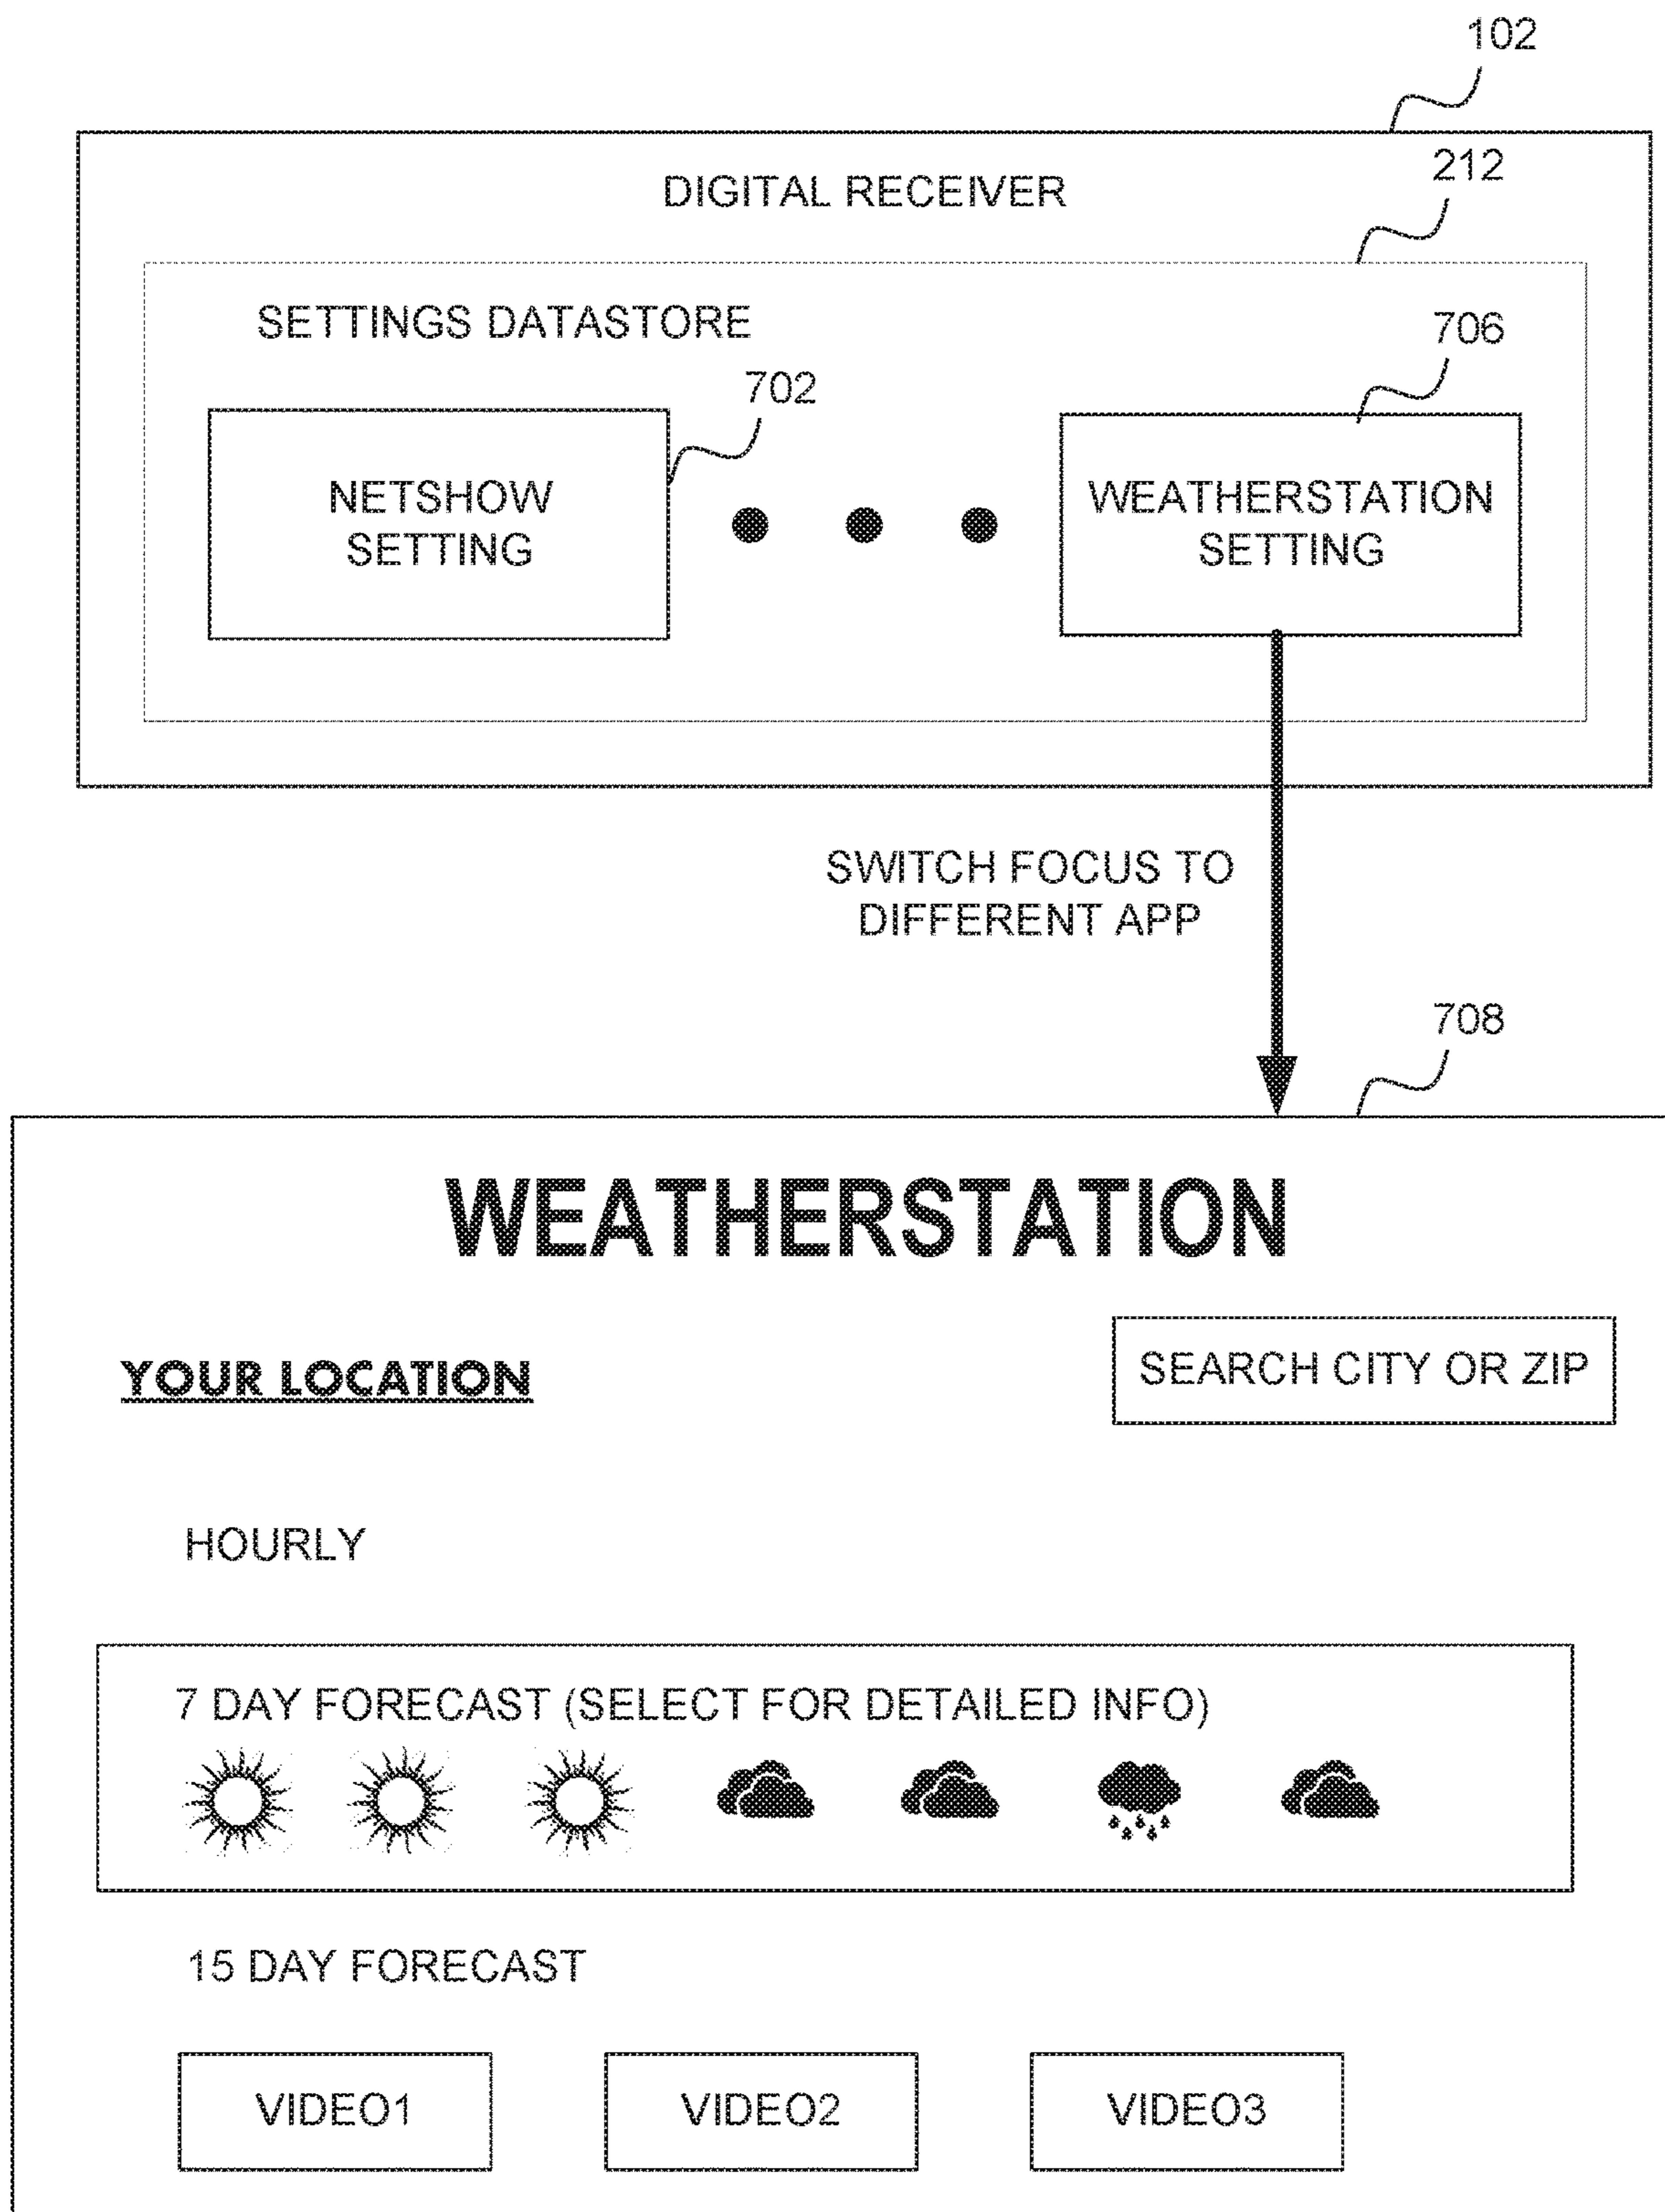 102
212
DIGITAL RECEIVER
SETTINGS DATASTORE
706
702
NETSHOW
SETTING
WEATHERSTATION
SETTING
SWITCH FOCUS TO
DIFFERENT APP
708
WEATHERSTATION
YOUR LOCATION
SEARCH CITY OR ZIP
HOURLY
7 DAY FORECAST (SELECT FOR DETAILED INFO)
15 DAY FORECAST
VIDEO1
VIDEO2
VIDEO3